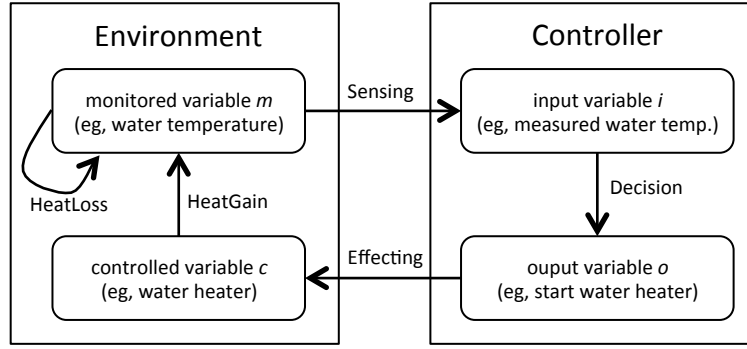 Environment
monitored variable m
(eg, water temperature)
HeatLoss
HeatGain
controlled variable c
(eg, water heater)
Sensing
Effecting
Controller
input variable i
(eg, measured water temp.)
Decision
ouput variable o
(eg, start water heater)